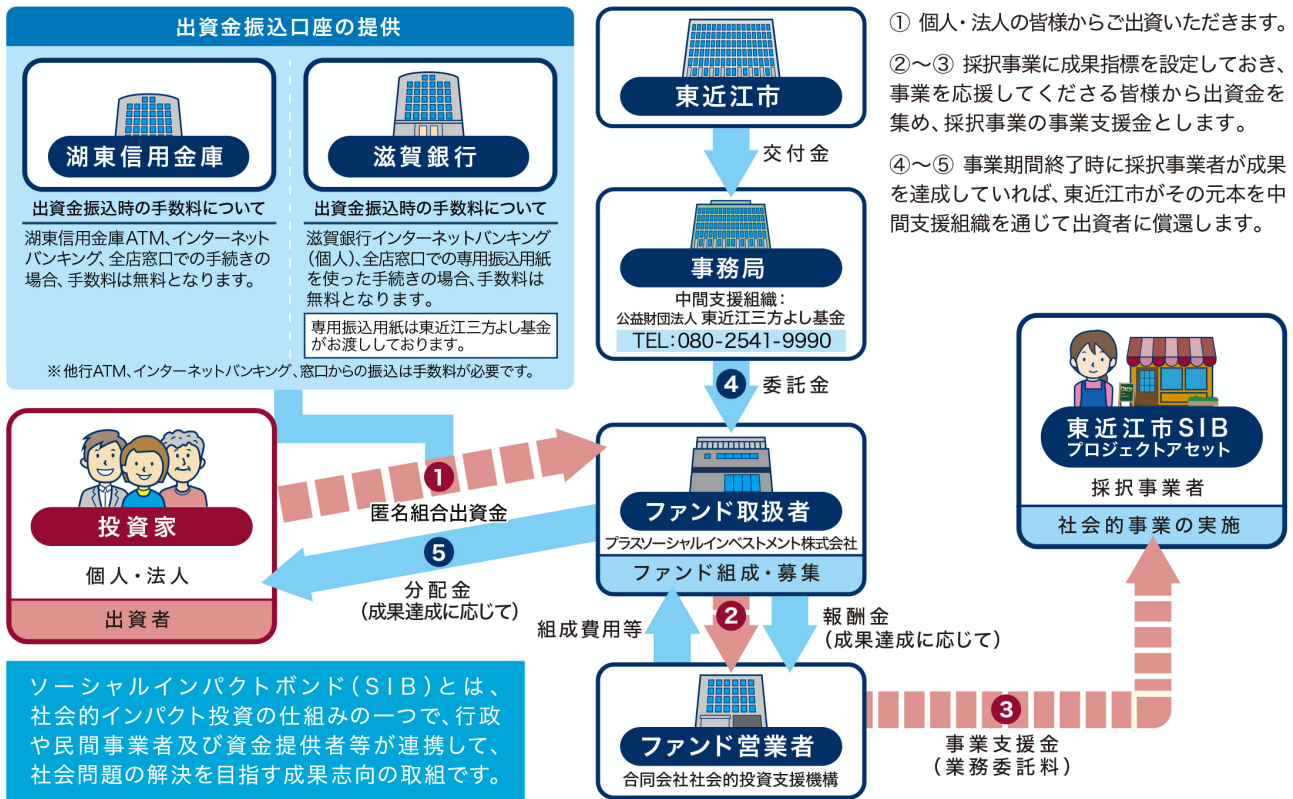 出資金振込口座の提供
湖東信用金庫
出資金振込時の手数料について
湖東信用金庫ATM、インターネット
バンキング、全店窓口での手続きの
場合、手数料は無料となります。
滋賀銀行
出資金振込時の手数料について
滋賀銀行インターネットバンキング
(個人)、全店窓口での専用振込用紙
を使った手続きの場合、手数料は
無料となります。
専用振込用紙は東近江三方よし基金
がお渡ししております。
※他行ATM、インターネットバンキング、窓口からの振込は手数料が必要です。
東近江市
交付金
事務局
中間支援組織:
公益財団法人 東近江三方よし基金
TEL:080-2541-9990
④ 委託金
① 個人・法人の皆様からご出資いただきます。
②〜③ 採択事業に成果指標を設定しておき、
事業を応援してくださる皆様から出資金を
集め、採択事業の事業支援金とします。
④〜⑤ 事業期間終了時に採択事業者が成果
を達成していれば、東近江市がその元本を中
間支援組織を通じて出資者に償還します。
投資家
個人・法人
出資者
①
匿名組合出資金
⑤
分配金
(成果達成に応じて)
ファンド取扱者
プラスソーシャルインベストメント株式会社
ファンド組成・募集
組成費用等
②
報酬金
(成果達成に応じて)
ファンド営業者
合同会社社会的投資支援機構
③
事業支援金
(業務委託料)
東近江市SIB
プロジェクトアセット
採択事業者
社会的事業の実施
ソーシャルインパクトボンド(SIB)とは、
社会的インパクト投資の仕組みの一つで、行政
や民間事業者及び資金提供者等が連携して、
社会問題の解決を目指す成果志向の取組です。